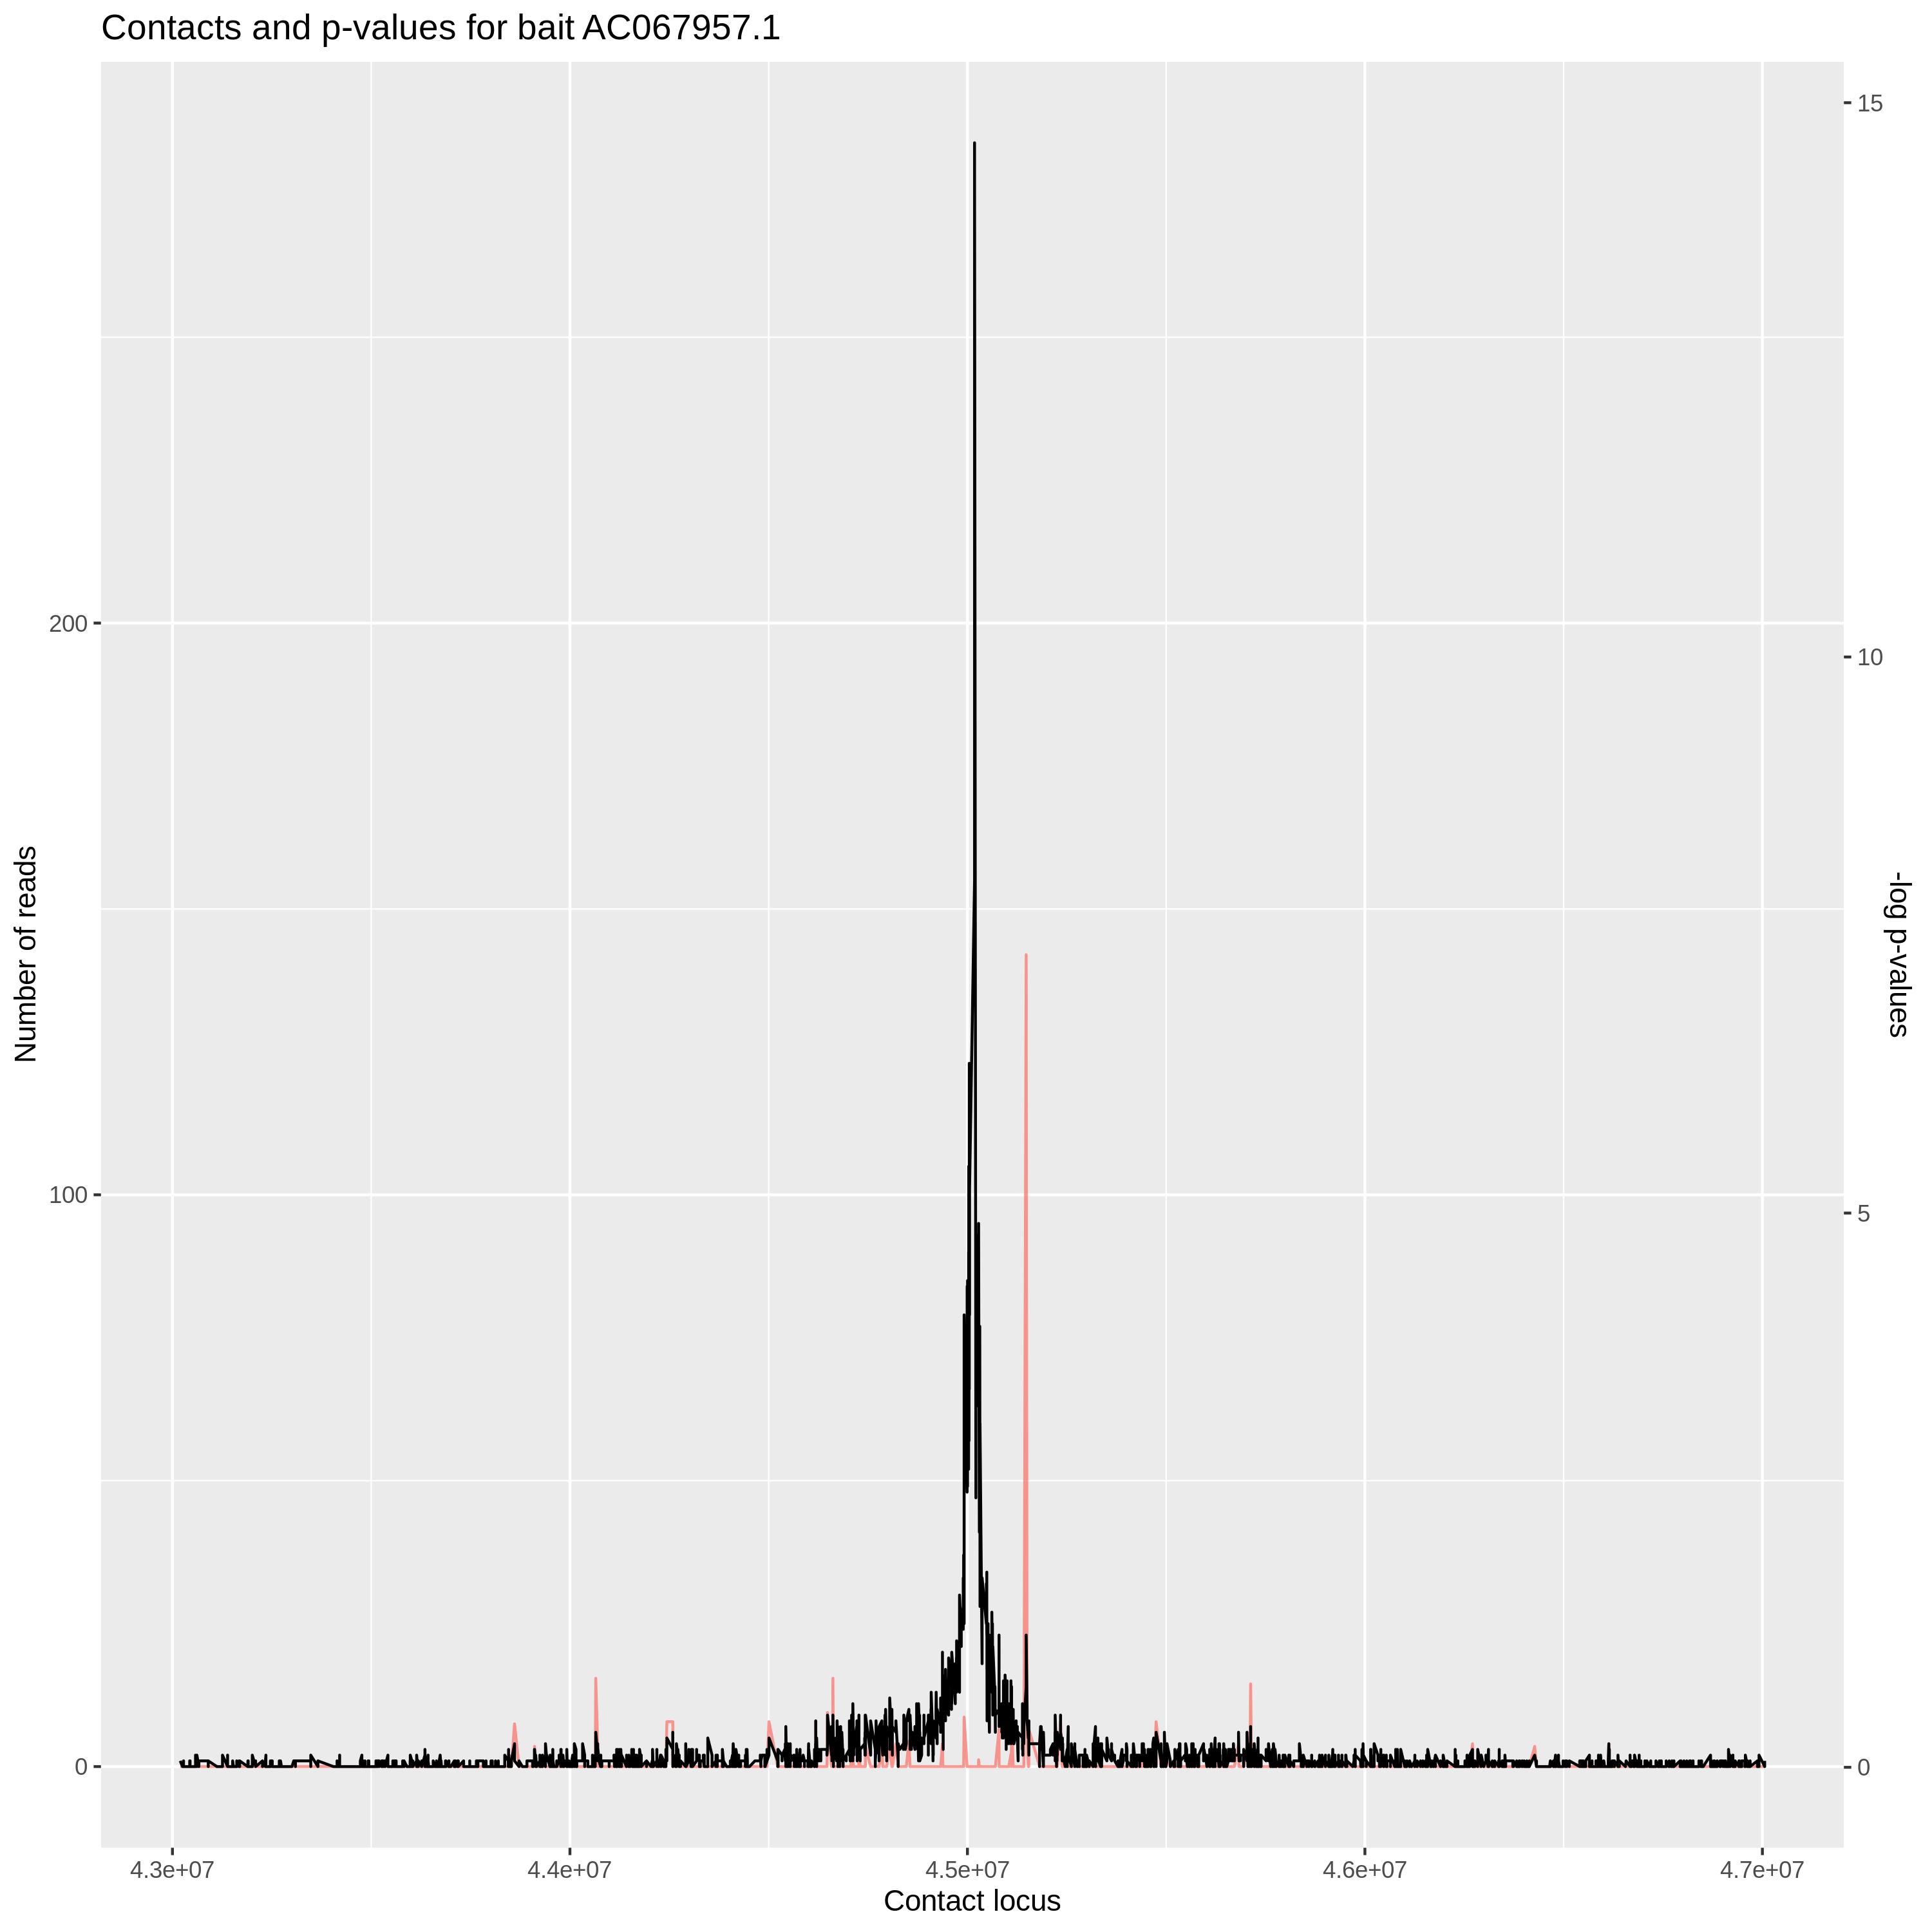 Contacts and p-values for bait AC067957.1
15
200
10
Number of reads
-log p-values
100
5
0
0
4.3e+07
4.4e+07
4.5e+07
4.6e+07
4.7e+07
Contact locus